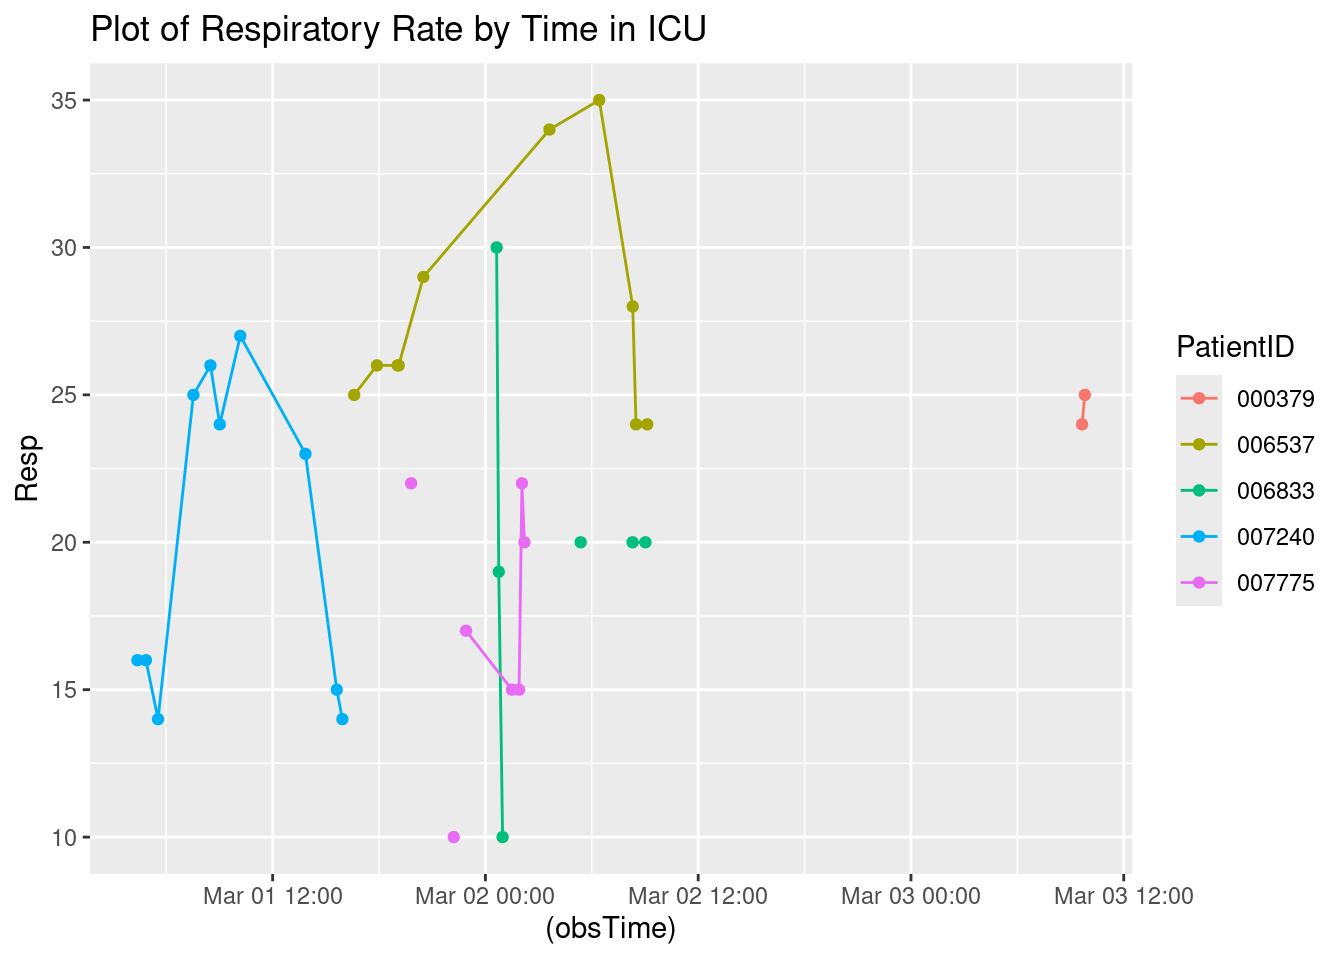 Plot of Respiratory Rate by Time in ICU
35
30
25
20
15
10
Resp
Mar 01 12:00
Mar 02 00:00
Mar 02 12:00
Mar 03 00:00
Mar 03 12:00
(obsTime)
PatientID
000379
006537
006833
007240
007775